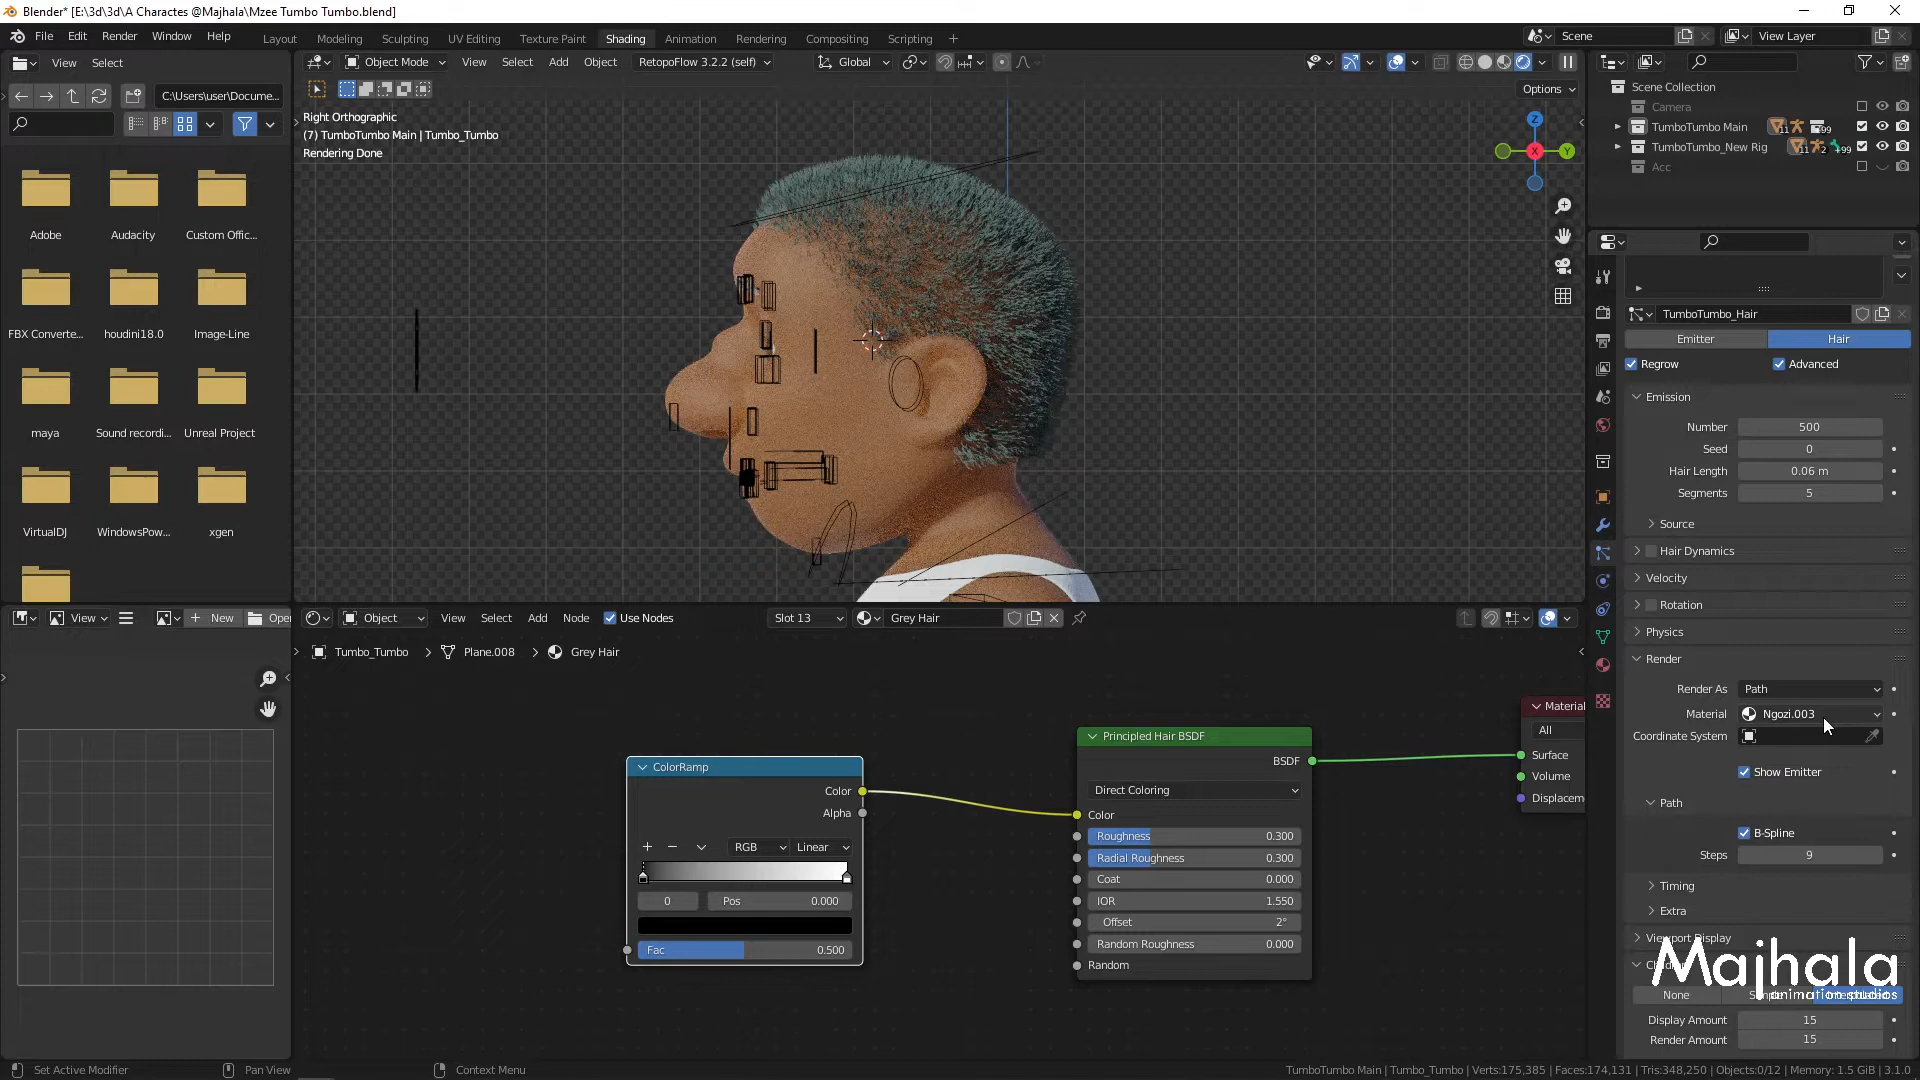 Blender* [E:\3d\3d\A Charactes @Majhala\Mzee Tumbo Tumbo.blend]
File Edit Render Window Help
Layout Modeling Sculpting UV Editing Texture Paint Shading Animation Rendering Compositing Scripting +
Scene
View Layer
View Select
C:\Users\user\Docume...
Adobe Audacity Custom Offic...
FBX Converte... houdini18.0 Image-Line
maya Sound recordi... Unreal Project
VirtualDJ WindowsPow... xgen
Object Mode View Select Add Object RetopoFlow 3.2.2 (self) Global
Options
Right Orthographic
(7) TumboTumbo Main | Tumbo_Tumbo
Rendering Done
Z
X
Y
Scene Collection
Camera
TumboTumbo Main 11 99
TumboTumbo_New Rig 11 2 99
Acc
TumboTumbo_Hair
Emitter Hair
Regrow Advanced
Emission
Number 500
Seed 0
Hair Length 0.06 m
Segments 5
Source
Hair Dynamics
Velocity
Rotation
Physics
Render
Render As Path
Material Ngozi.003
Coordinate System
Show Emitter
Path
B-Spline
Steps 9
Timing
Extra
Viewport Display
None
Display Amount 15
Render Amount 15
Majhala
animation studios
View New Open
Object View Select Add Node Use Nodes Slot 13 Grey Hair
Tumbo_Tumbo > Plane.008 > Grey Hair
ColorRamp
Color
Alpha
RGB Linear
0 Pos 0.000
Fac 0.500
Principled Hair BSDF
BSDF
Direct Coloring
Color
Roughness 0.300
Radial Roughness 0.300
Coat 0.000
IOR 1.550
Offset 2°
Random Roughness 0.000
Random
Material
All
Surface
Volume
Displacem
Set Active Modifier Pan View Context Menu
TumboTumbo Main | Tumbo_Tumbo | Verts:175,385 | Faces:174,131 | Tris:348,250 | Objects:0/12 | Memory: 1.5 GiB | 3.1.0